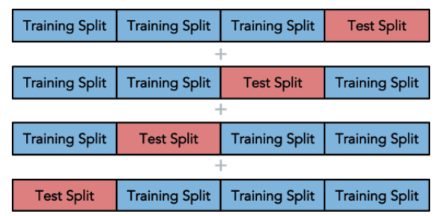 Training Split Training Split Training Split Test Split
+
Training Split Training Split Test Split Training Split
+
Training Split Test Split Training Split Training Split
+
Test Split Training Split Training Split Training Split